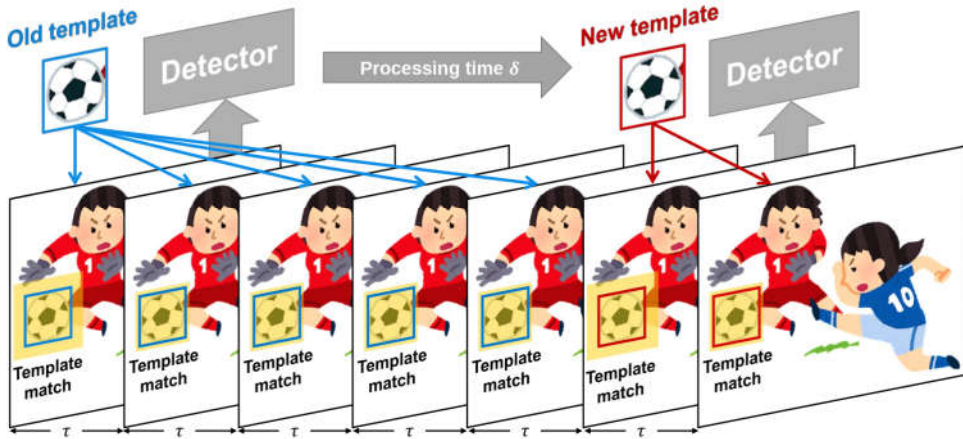 Old template
New template
Detector
Processing time δ
Detector
1
1
1
1
1
1
1
10
Template
match
Template
match
Template
match
Template
match
Template
match
Template
match
Template
match
τ
τ
τ
τ
τ
τ